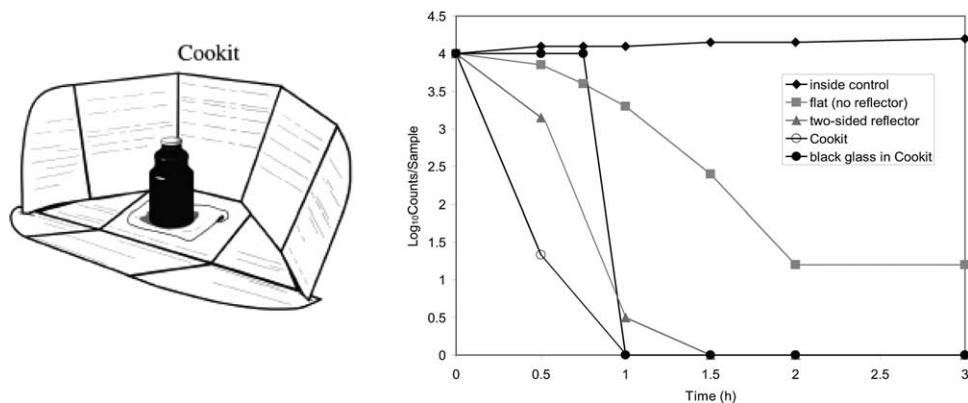 Cookit
4.5
4
3.5
3
2.5
2
1.5
1
0.5
0
Log₁₀Counts/Sample
inside control
flat (no reflector)
two-sided reflector
Cookit
black glass in Cookit
0 0.5 1 1.5 2 2.5 3
Time (h)